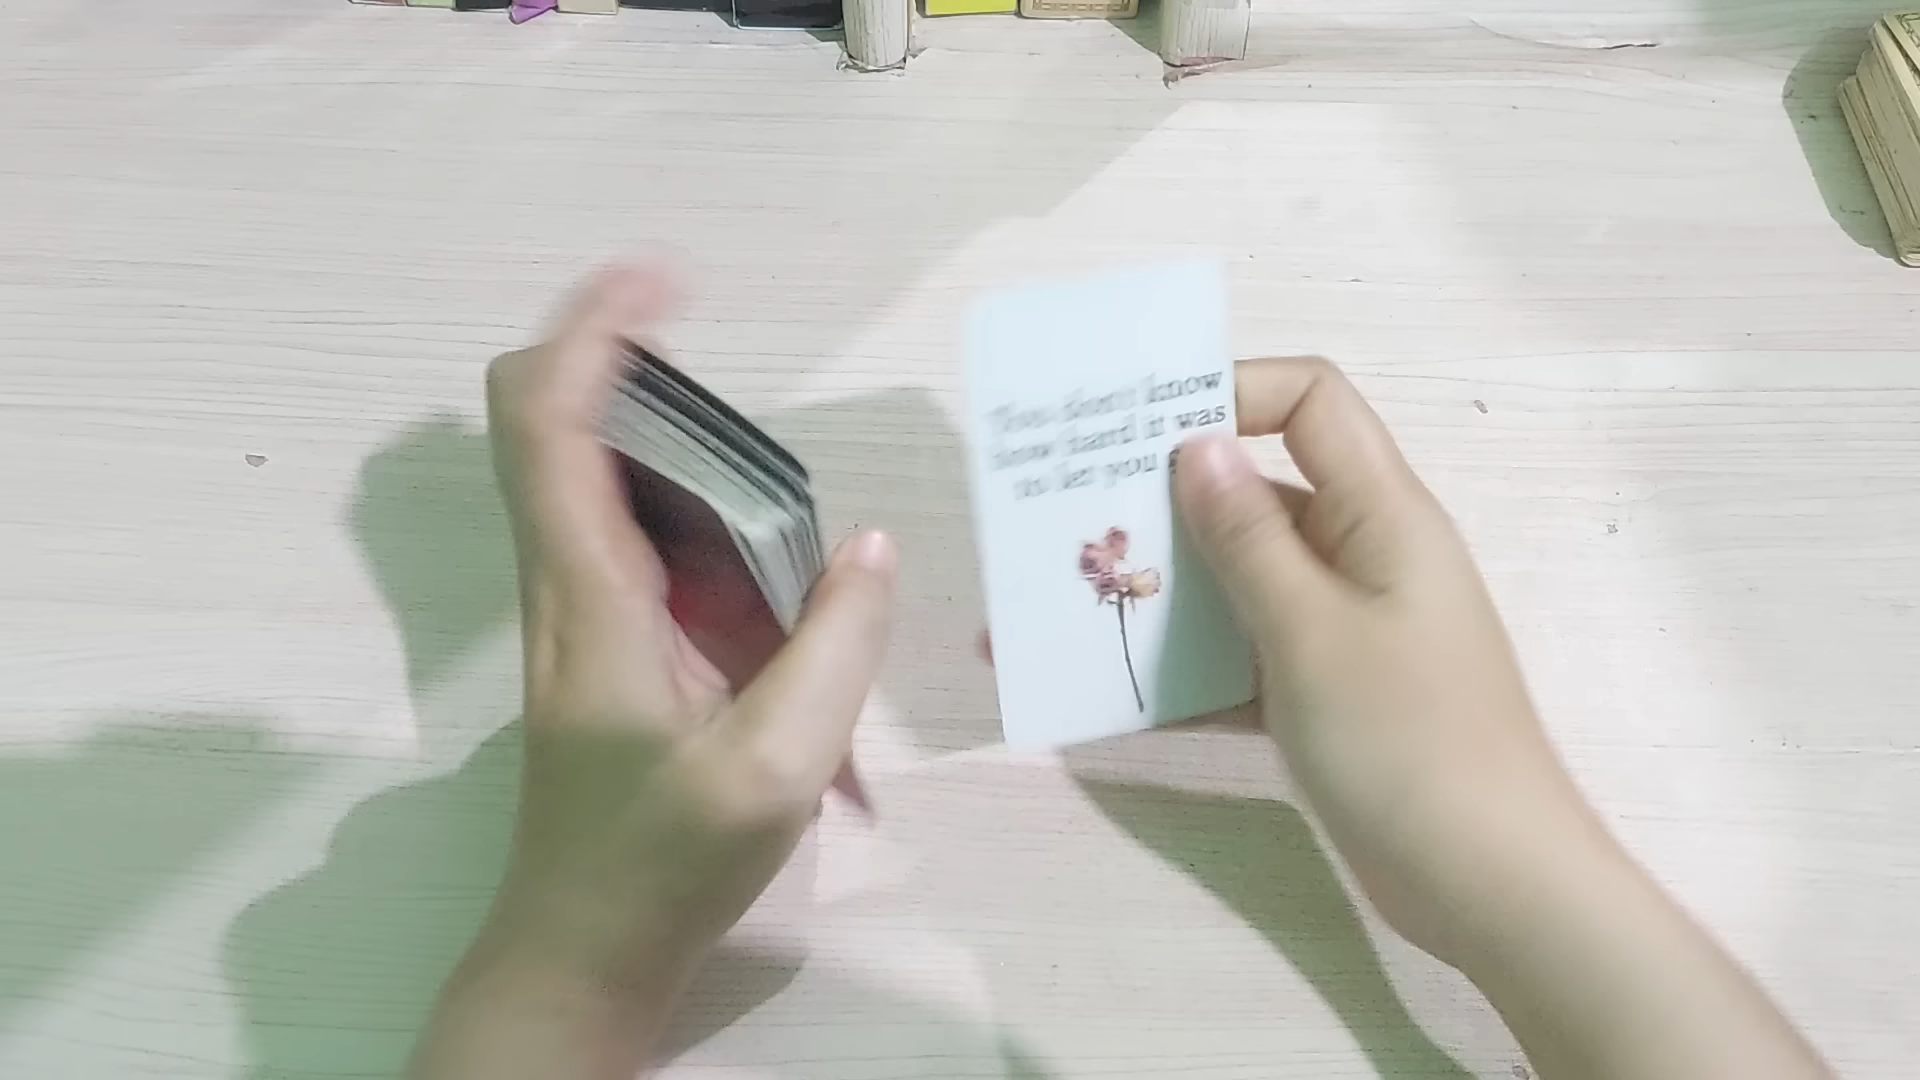 You don't know
how hard it was
to let you